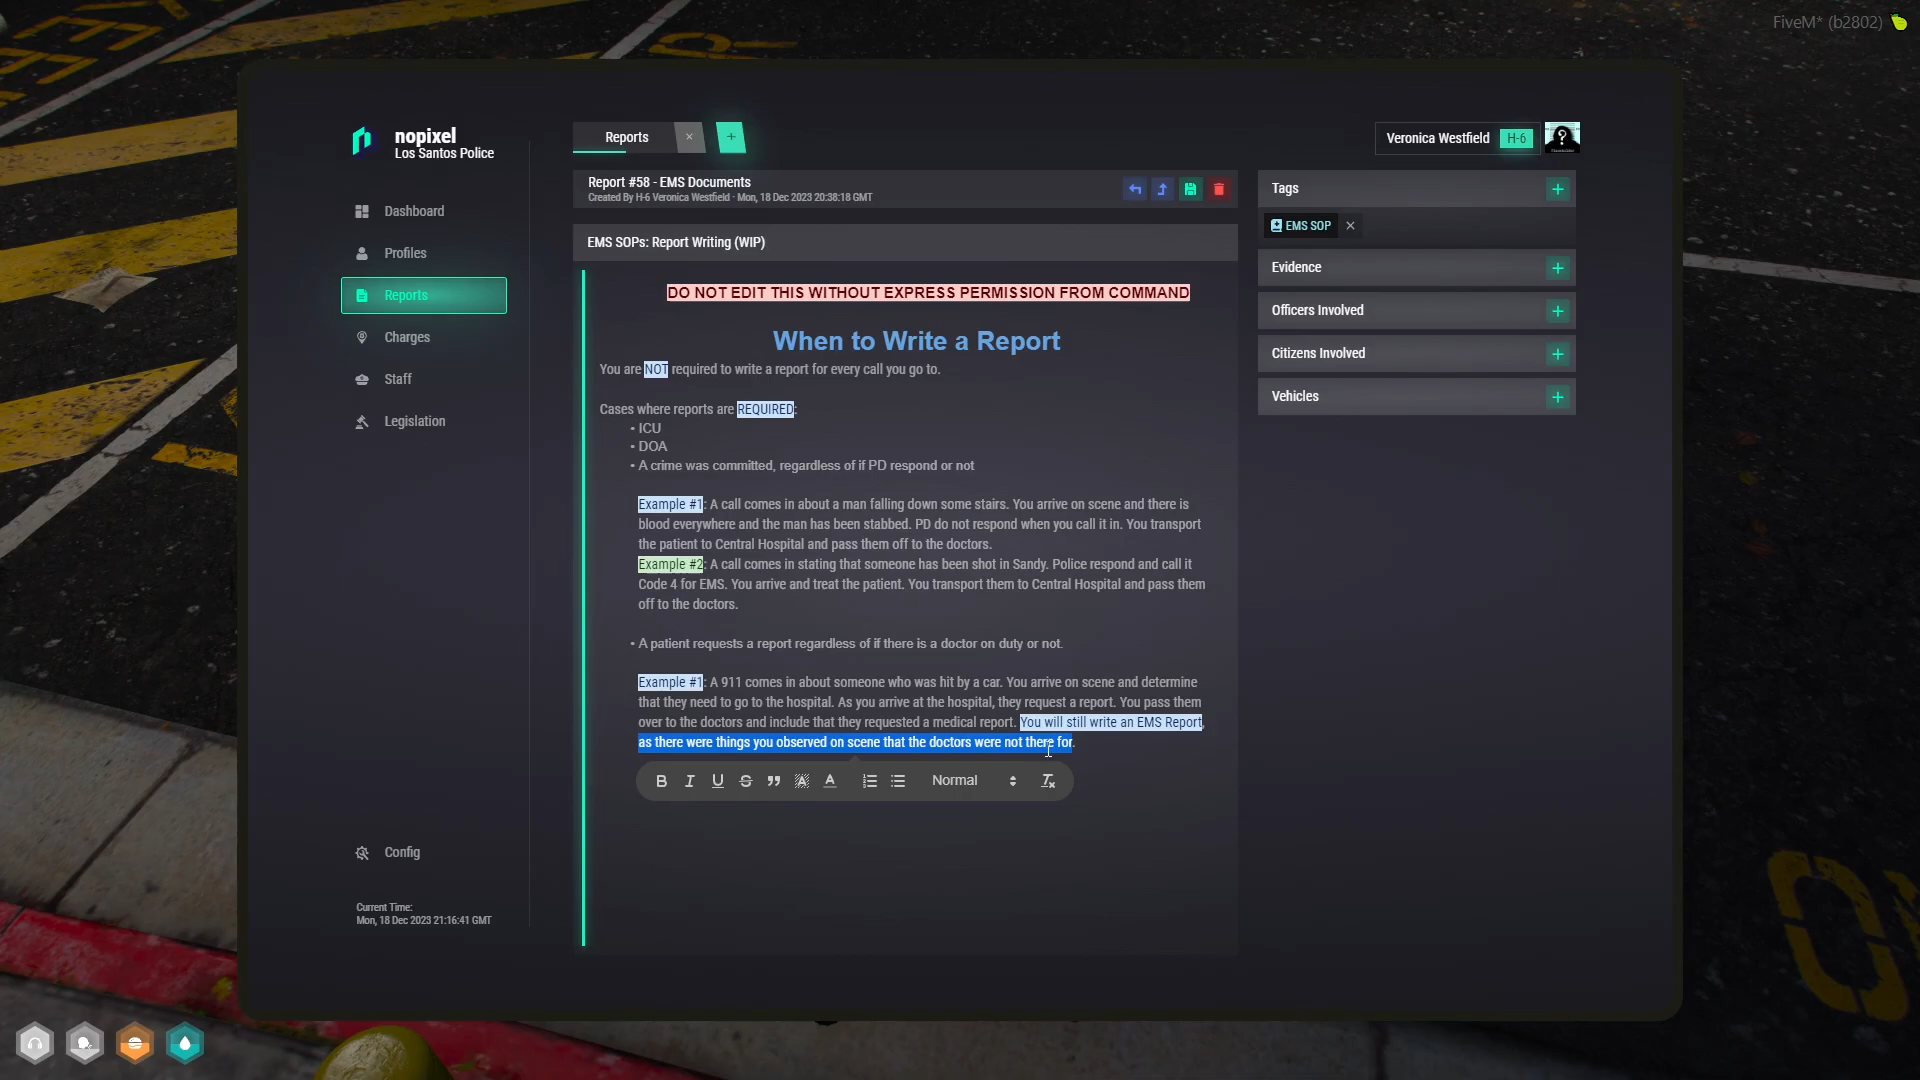 FiveM* (b2802)
nopixel
Los Santos Police
Reports
×
+
Veronica Westfield H-6
Report #58 - EMS Documents
Created By H-6 Veronica Westfield · Mon, 18 Dec 2023 20:38:18 GMT
Dashboard
Profiles
Reports
Charges
Staff
Legislation
Config
Current Time:
Mon, 18 Dec 2023 21:16:41 GMT
EMS SOPs: Report Writing (WIP)
DO NOT EDIT THIS WITHOUT EXPRESS PERMISSION FROM COMMAND
When to Write a Report
You are NOT required to write a report for every call you go to.
Cases where reports are REQUIRED:
• ICU
• DOA
• A crime was committed, regardless of if PD respond or not
Example #1: A call comes in about a man falling down some stairs. You arrive on scene and there is
blood everywhere and the man has been stabbed. PD do not respond when you call it in. You transport
the patient to Central Hospital and pass them off to the doctors.
Example #2: A call comes in stating that someone has been shot in Sandy. Police respond and call it
Code 4 for EMS. You arrive and treat the patient. You transport them to Central Hospital and pass them
off to the doctors.
• A patient requests a report regardless of if there is a doctor on duty or not.
Example #1: A 911 comes in about someone who was hit by a car. You arrive on scene and determine
that they need to go to the hospital. As you arrive at the hospital, they request a report. You pass them
over to the doctors and include that they requested a medical report. You will still write an EMS Report,
as there were things you observed on scene that the doctors were not there for.
B I U S A A Normal
Tags
EMS SOP
Evidence
Officers Involved
Citizens Involved
Vehicles